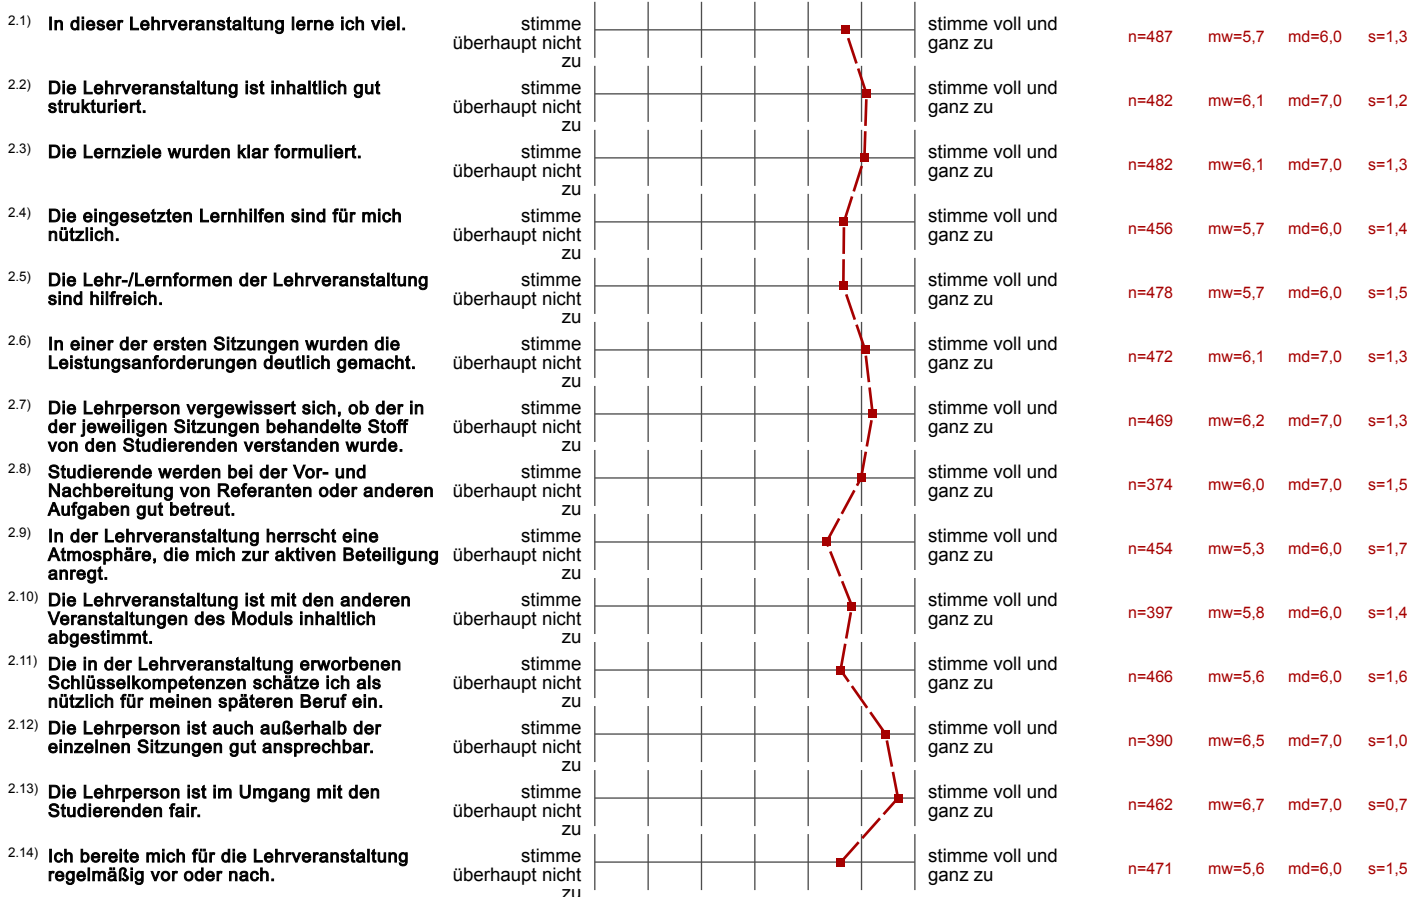 2.1) In dieser Lehrveranstaltung lerne ich viel.
stimme
überhaupt nicht
zu
stimme voll und
ganz zu
n=487 mw=5,7 md=6,0 s=1,3
2.2) Die Lehrveranstaltung ist inhaltlich gut
strukturiert.
stimme
überhaupt nicht
zu
stimme voll und
ganz zu
n=482 mw=6,1 md=7,0 s=1,2
2.3) Die Lernziele wurden klar formuliert.
stimme
überhaupt nicht
zu
stimme voll und
ganz zu
n=482 mw=6,1 md=7,0 s=1,3
2.4) Die eingesetzten Lernhilfen sind für mich
nützlich.
stimme
überhaupt nicht
zu
stimme voll und
ganz zu
n=456 mw=5,7 md=6,0 s=1,4
2.5) Die Lehr-/Lernformen der Lehrveranstaltung
sind hilfreich.
stimme
überhaupt nicht
zu
stimme voll und
ganz zu
n=478 mw=5,7 md=6,0 s=1,5
2.6) In einer der ersten Sitzungen wurden die
Leistungsanforderungen deutlich gemacht.
stimme
überhaupt nicht
zu
stimme voll und
ganz zu
n=472 mw=6,1 md=7,0 s=1,3
2.7) Die Lehrperson vergewissert sich, ob der in
der jeweiligen Sitzungen behandelte Stoff
von den Studierenden verstanden wurde.
stimme
überhaupt nicht
zu
stimme voll und
ganz zu
n=469 mw=6,2 md=7,0 s=1,3
2.8) Studierende werden bei der Vor- und
Nachbereitung von Referanten oder anderen
Aufgaben gut betreut.
stimme
überhaupt nicht
zu
stimme voll und
ganz zu
n=374 mw=6,0 md=7,0 s=1,5
2.9) In der Lehrveranstaltung herrscht eine
Atmosphäre, die mich zur aktiven Beteiligung
anregt.
stimme
überhaupt nicht
zu
stimme voll und
ganz zu
n=454 mw=5,3 md=6,0 s=1,7
2.10) Die Lehrveranstaltung ist mit den anderen
Veranstaltungen des Moduls inhaltlich
abgestimmt.
stimme
überhaupt nicht
zu
stimme voll und
ganz zu
n=397 mw=5,8 md=6,0 s=1,4
2.11) Die in der Lehrveranstaltung erworbenen
Schlüsselkompetenzen schätze ich als
nützlich für meinen späteren Beruf ein.
stimme
überhaupt nicht
zu
stimme voll und
ganz zu
n=466 mw=5,6 md=6,0 s=1,6
2.12) Die Lehrperson ist auch außerhalb der
einzelnen Sitzungen gut ansprechbar.
stimme
überhaupt nicht
zu
stimme voll und
ganz zu
n=390 mw=6,5 md=7,0 s=1,0
2.13) Die Lehrperson ist im Umgang mit den
Studierenden fair.
stimme
überhaupt nicht
zu
stimme voll und
ganz zu
n=462 mw=6,7 md=7,0 s=0,7
2.14) Ich bereite mich für die Lehrveranstaltung
regelmäßig vor oder nach.
stimme
überhaupt nicht
zu
stimme voll und
ganz zu
n=471 mw=5,6 md=6,0 s=1,5